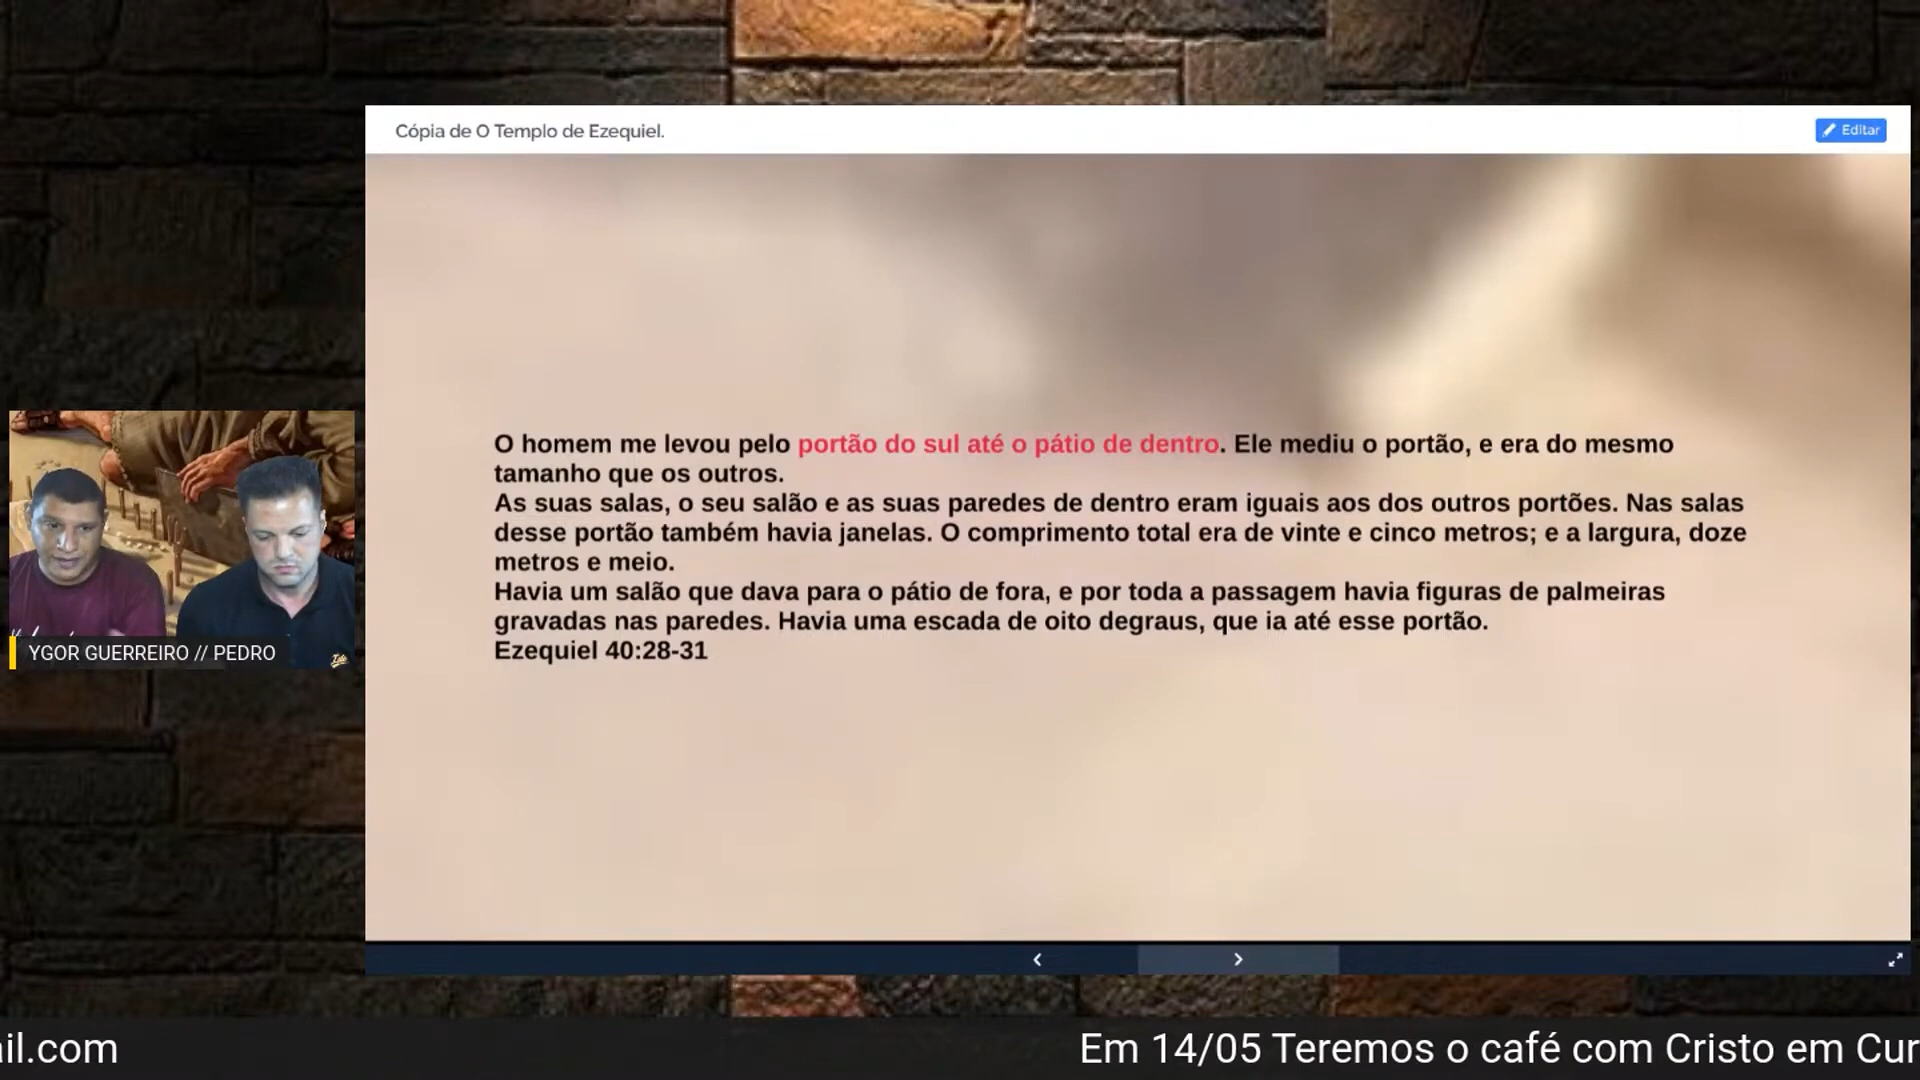 Cópia de O Templo de Ezequiel.
Editar
O homem me levou pelo portão do sul até o pátio de dentro. Ele mediu o portão, e era do mesmo
tamanho que os outros.
As suas salas, o seu salão e as suas paredes de dentro eram iguais aos dos outros portões. Nas salas
desse portão também havia janelas. O comprimento total era de vinte e cinco metros; e a largura, doze
metros e meio.
Havia um salão que dava para o pátio de fora, e por toda a passagem havia figuras de palmeiras
gravadas nas paredes. Havia uma escada de oito degraus, que ia até esse portão.
Ezequiel 40:28-31
YGOR GUERREIRO // PEDRO
il.com
Em 14/05 Teremos o café com Cristo em Cur